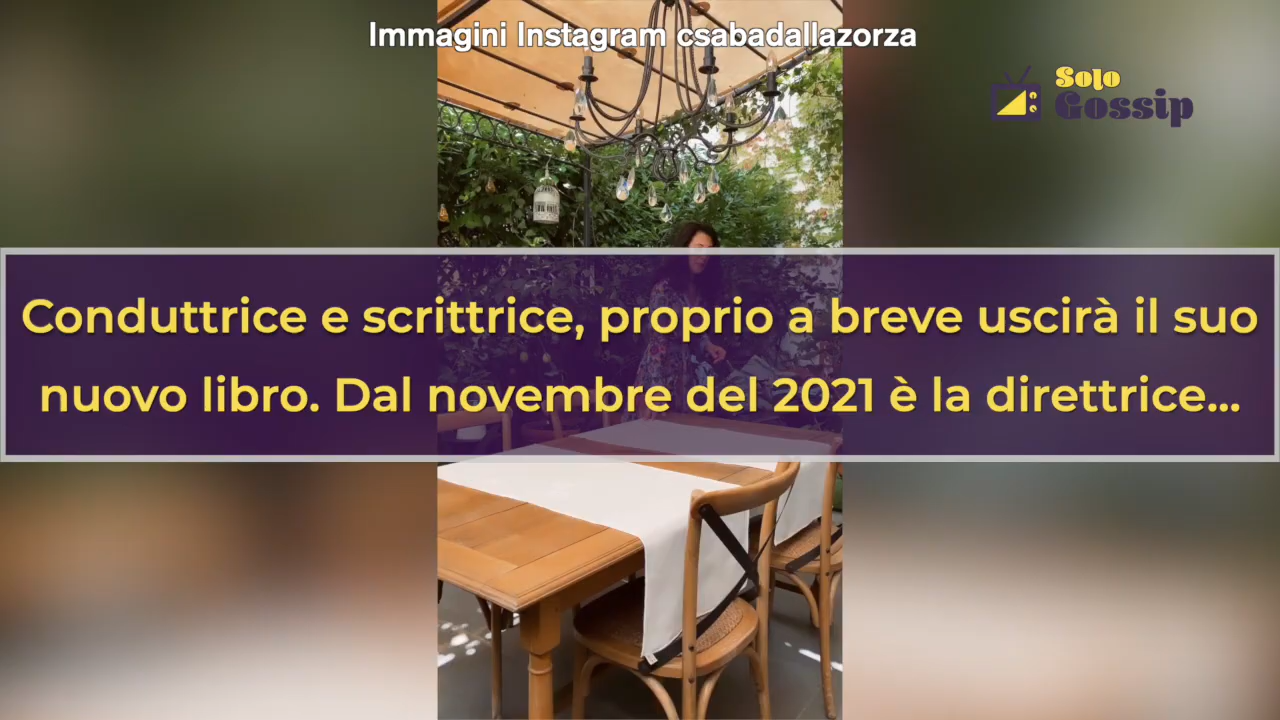 Immagini Instagram csabadallazorza
Solo
Gossip
Conduttrice e scrittrice, proprio a breve uscirà il suo
nuovo libro. Dal novembre del 2021 è la direttrice...